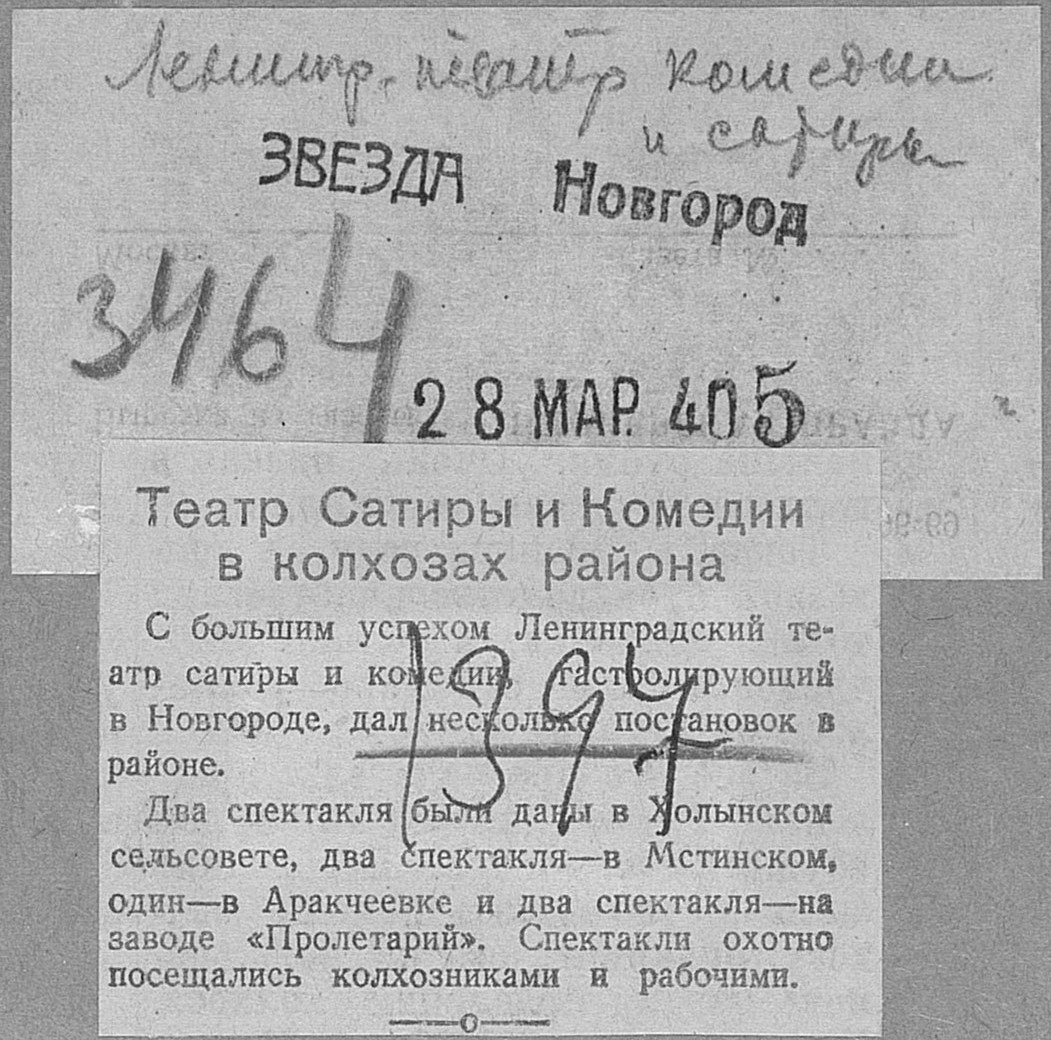 Ленингр. театр комедии
и сатиры
ЗВЕЗДА Новгород
3464
28 МАР. 40 5
Театр Сатиры и Комедии
в колхозах района
С большим успехом Ленинградский те-
атр сатиры и комедии, гастролирующий
в Новгороде, дал несколько постановок в
районе.
1397
Два спектакля были даны в Холынском
сельсовете, два спектакля—в Мстинском,
один—в Аракчеевке и два спектакля—на
заводе «Пролетарий». Спектакли охотно
посещались колхозниками и рабочими.